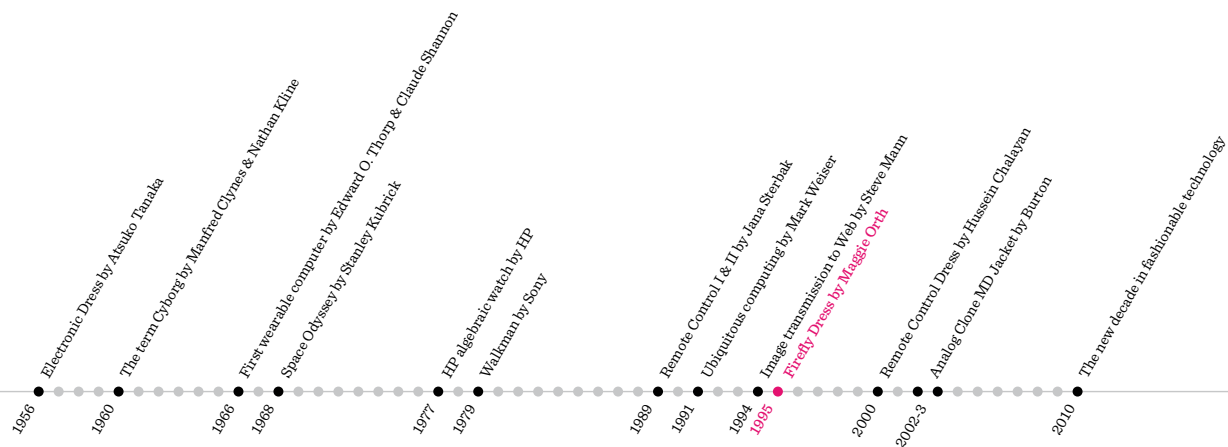 Electronic Dress by Atsuko Tanaka
The term Cyborg by Manfred Clynes & Nathan Kline
First wearable computer by Edward O. Thorp & Claude Shannon
Space Odyssey by Stanley Kubrick
HP algebraic watch by HP
Walkman by Sony
Remote Control I & II by Jana Sterbak
Ubiquitous computing by Mark Weiser
Image transmission to Web by Steve Mann
Firefly Dress by Maggie Orth
Remote Control Dress by Hussein Chalayan
Analog Clone MD Jacket by Burton
The new decade in fashionable technology
1956
1960
1966
1968
1977
1979
1989
1991
1994
1995
2000
2002-3
2010